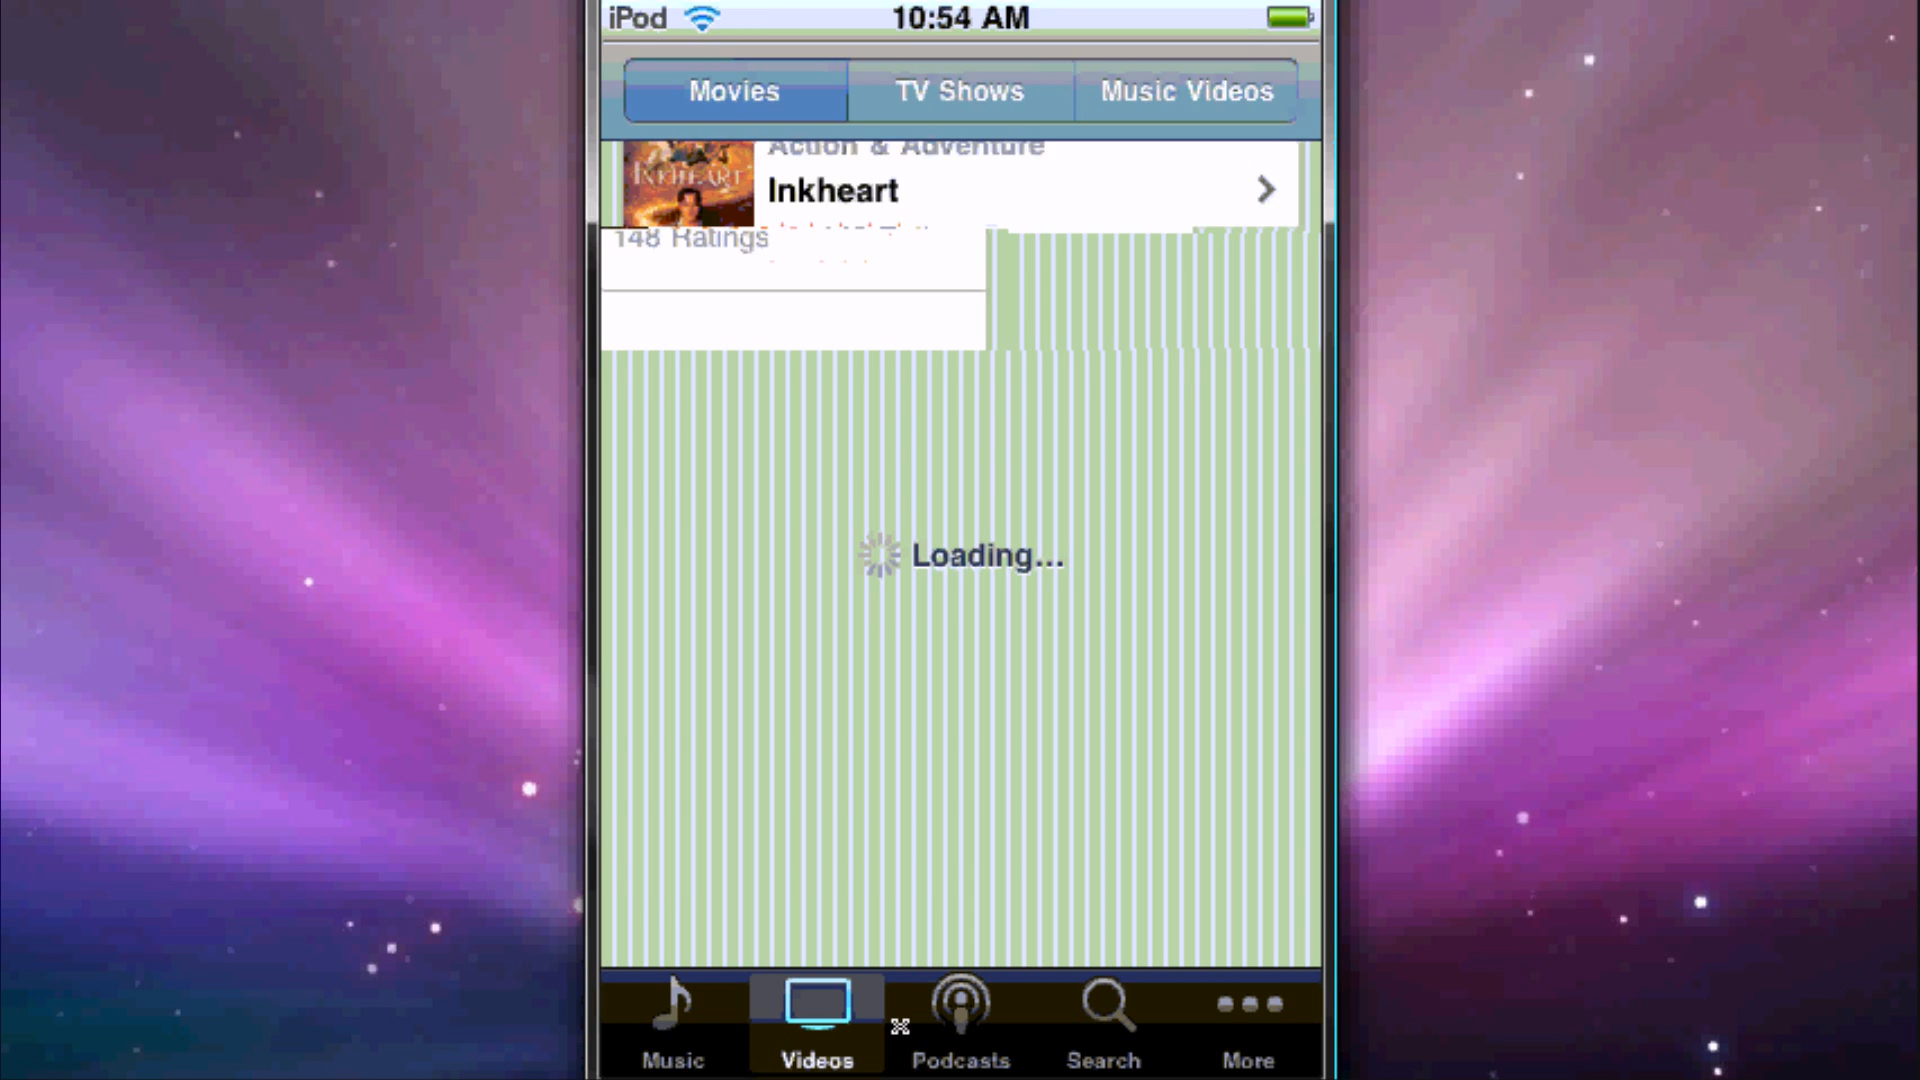 iPod 10:54 AM
Movies TV Shows Music Videos
Action & Adventure
INKHEART
Inkheart
148 Ratings
Loading...
Music Videos Podcasts Search More